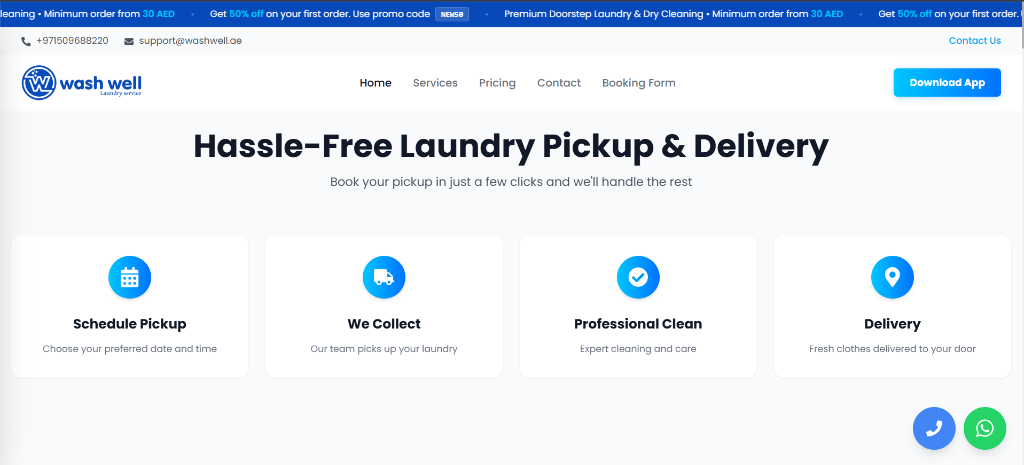 leaning • Minimum order from 30 AED • Get 50% off on your first order. Use promo code NEW50 • Premium Doorstep Laundry & Dry Cleaning • Minimum order from 30 AED • Get 50% off on your first order.
+971509688220 support@washwell.ae Contact Us
W wash well Home Services Pricing Contact Booking Form Download App
Laundry service
Hassle-Free Laundry Pickup & Delivery
Book your pickup in just a few clicks and we'll handle the rest
Schedule Pickup We Collect Professional Clean Delivery
Choose your preferred date and time Our team picks up your laundry Expert cleaning and care Fresh clothes delivered to your door